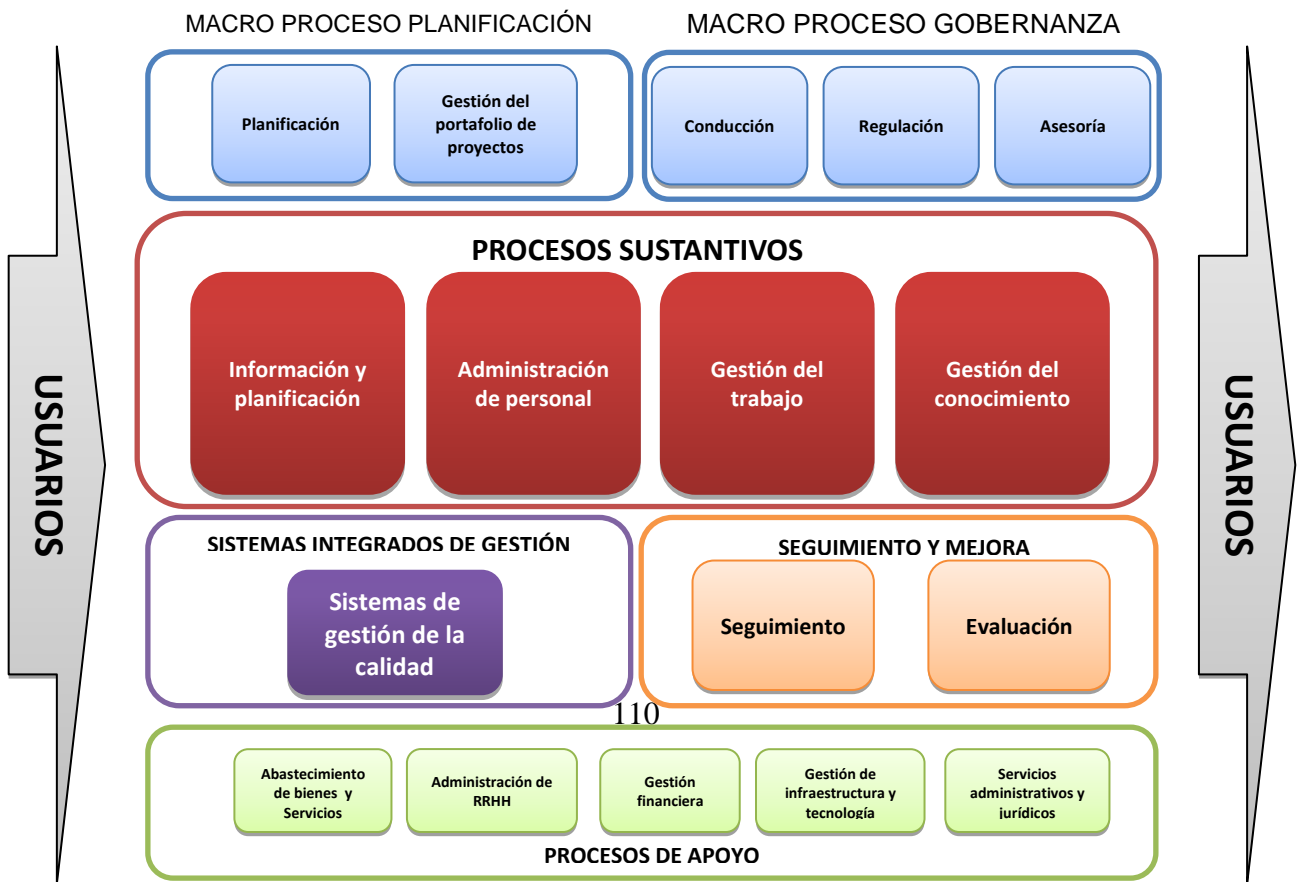 MACRO PROCESO PLANIFICACIÓN
MACRO PROCESO GOBERNANZA
Planificación
Gestión del
portafolio de
proyectos
Conducción
Regulación
Asesoría
USUARIOS
PROCESOS SUSTANTIVOS
Información y
planificación
Administración
de personal
Gestión del
trabajo
Gestión del
conocimiento
USUARIOS
SISTEMAS INTEGRADOS DE GESTIÓN
Sistemas de
gestión de la
calidad
SEGUIMIENTO Y MEJORA
Seguimiento
Evaluación
110
Abastecimiento
de bienes y
Servicios
Administración de
RRHH
Gestión
financiera
Gestión de
infraestructura y
tecnología
Servicios
administrativos y
jurídicos
PROCESOS DE APOYO